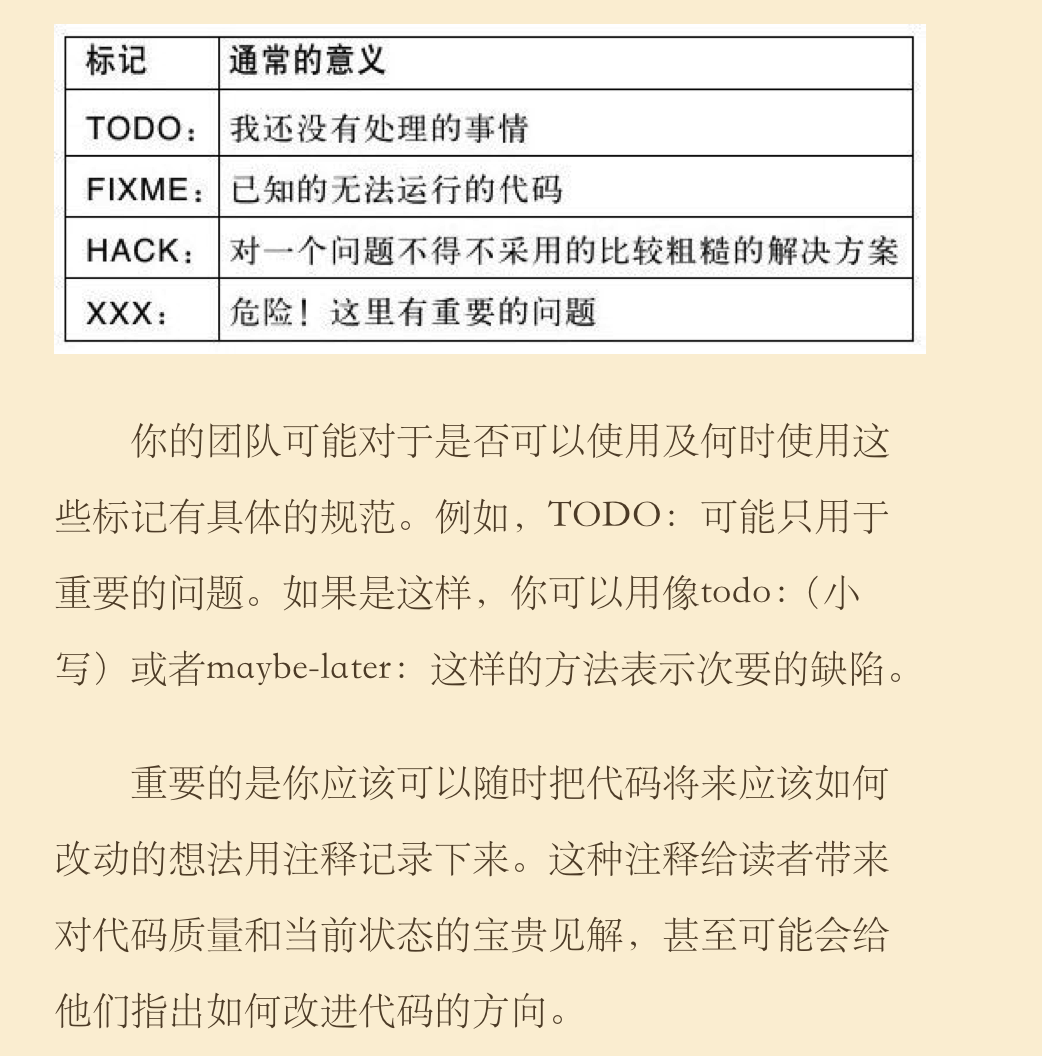 标记 通常的意义
TODO： 我还没有处理的事情
FIXME： 已知的无法运行的代码
HACK： 对一个问题不得不采用的比较粗糙的解决方案
XXX： 危险！这里有重要的问题
你的团队可能对于是否可以使用及何时使用这
些标记有具体的规范。例如，TODO：可能只用于
重要的问题。如果是这样，你可以用像todo:（小
写）或者maybe-later：这样的方法表示次要的缺陷。
重要的是你应该可以随时把代码将来应该如何
改动的想法用注释记录下来。这种注释给读者带来
对代码质量和当前状态的宝贵见解，甚至可能会给
他们指出如何改进代码的方向。